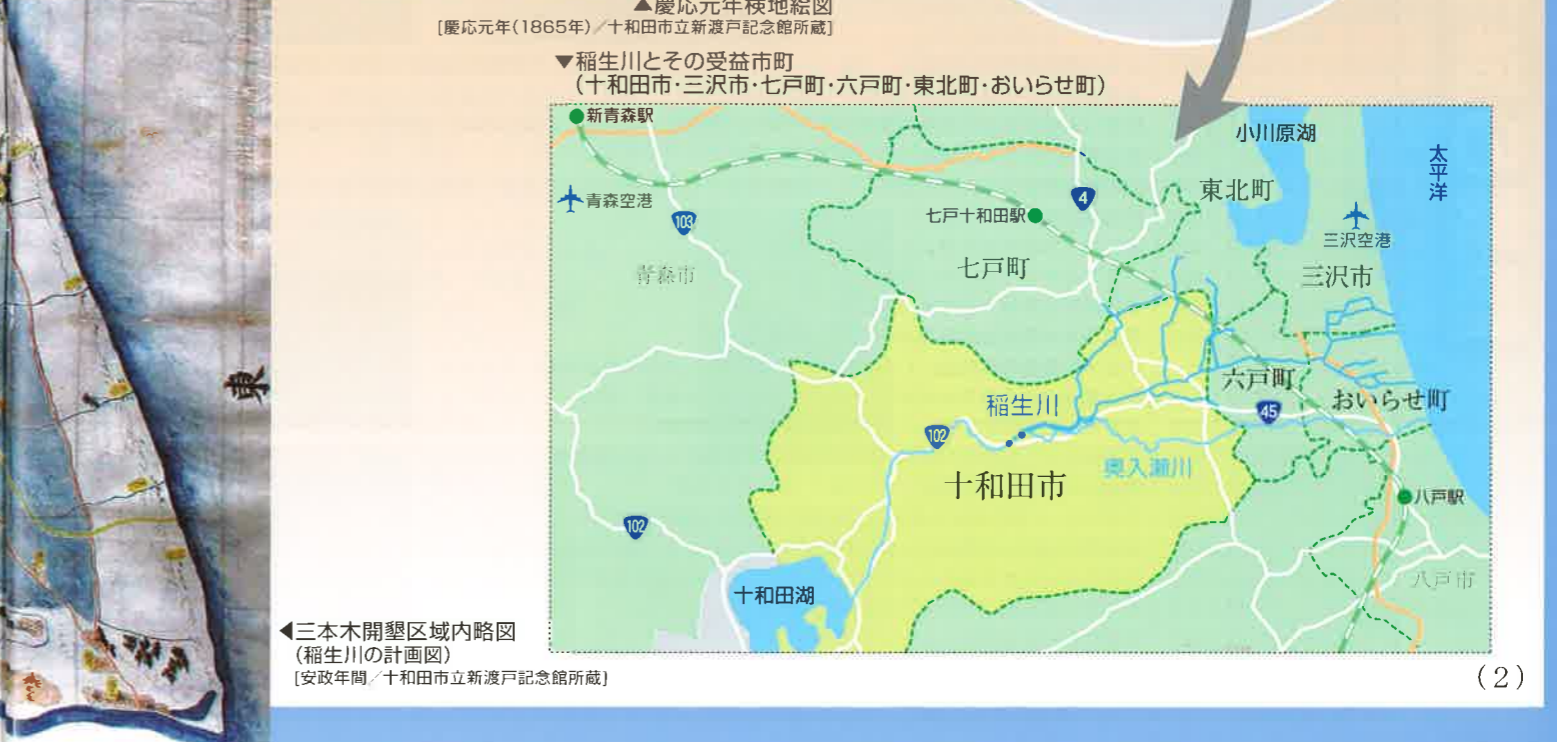 ▲慶応元年検地絵図
[慶応元年(1865年)/十和田市立新渡戸記念館所蔵]
▼稲生川とその受益市町
(十和田市・三沢市・七戸町・六戸町・東北町・おいらせ町)
新青森駅
小川原湖
太平洋
青森空港
103
4
東北町
七戸十和田駅
三沢空港
青森市
七戸町
三沢市
六戸町
稲生川
おいらせ町
45
102
奥入瀬川
十和田市
八戸駅
102
八戸市
十和田湖
東
◀三本木開墾区域内略図
(稲生川の計画図)
[安政年間/十和田市立新渡戸記念館所蔵]
(2)